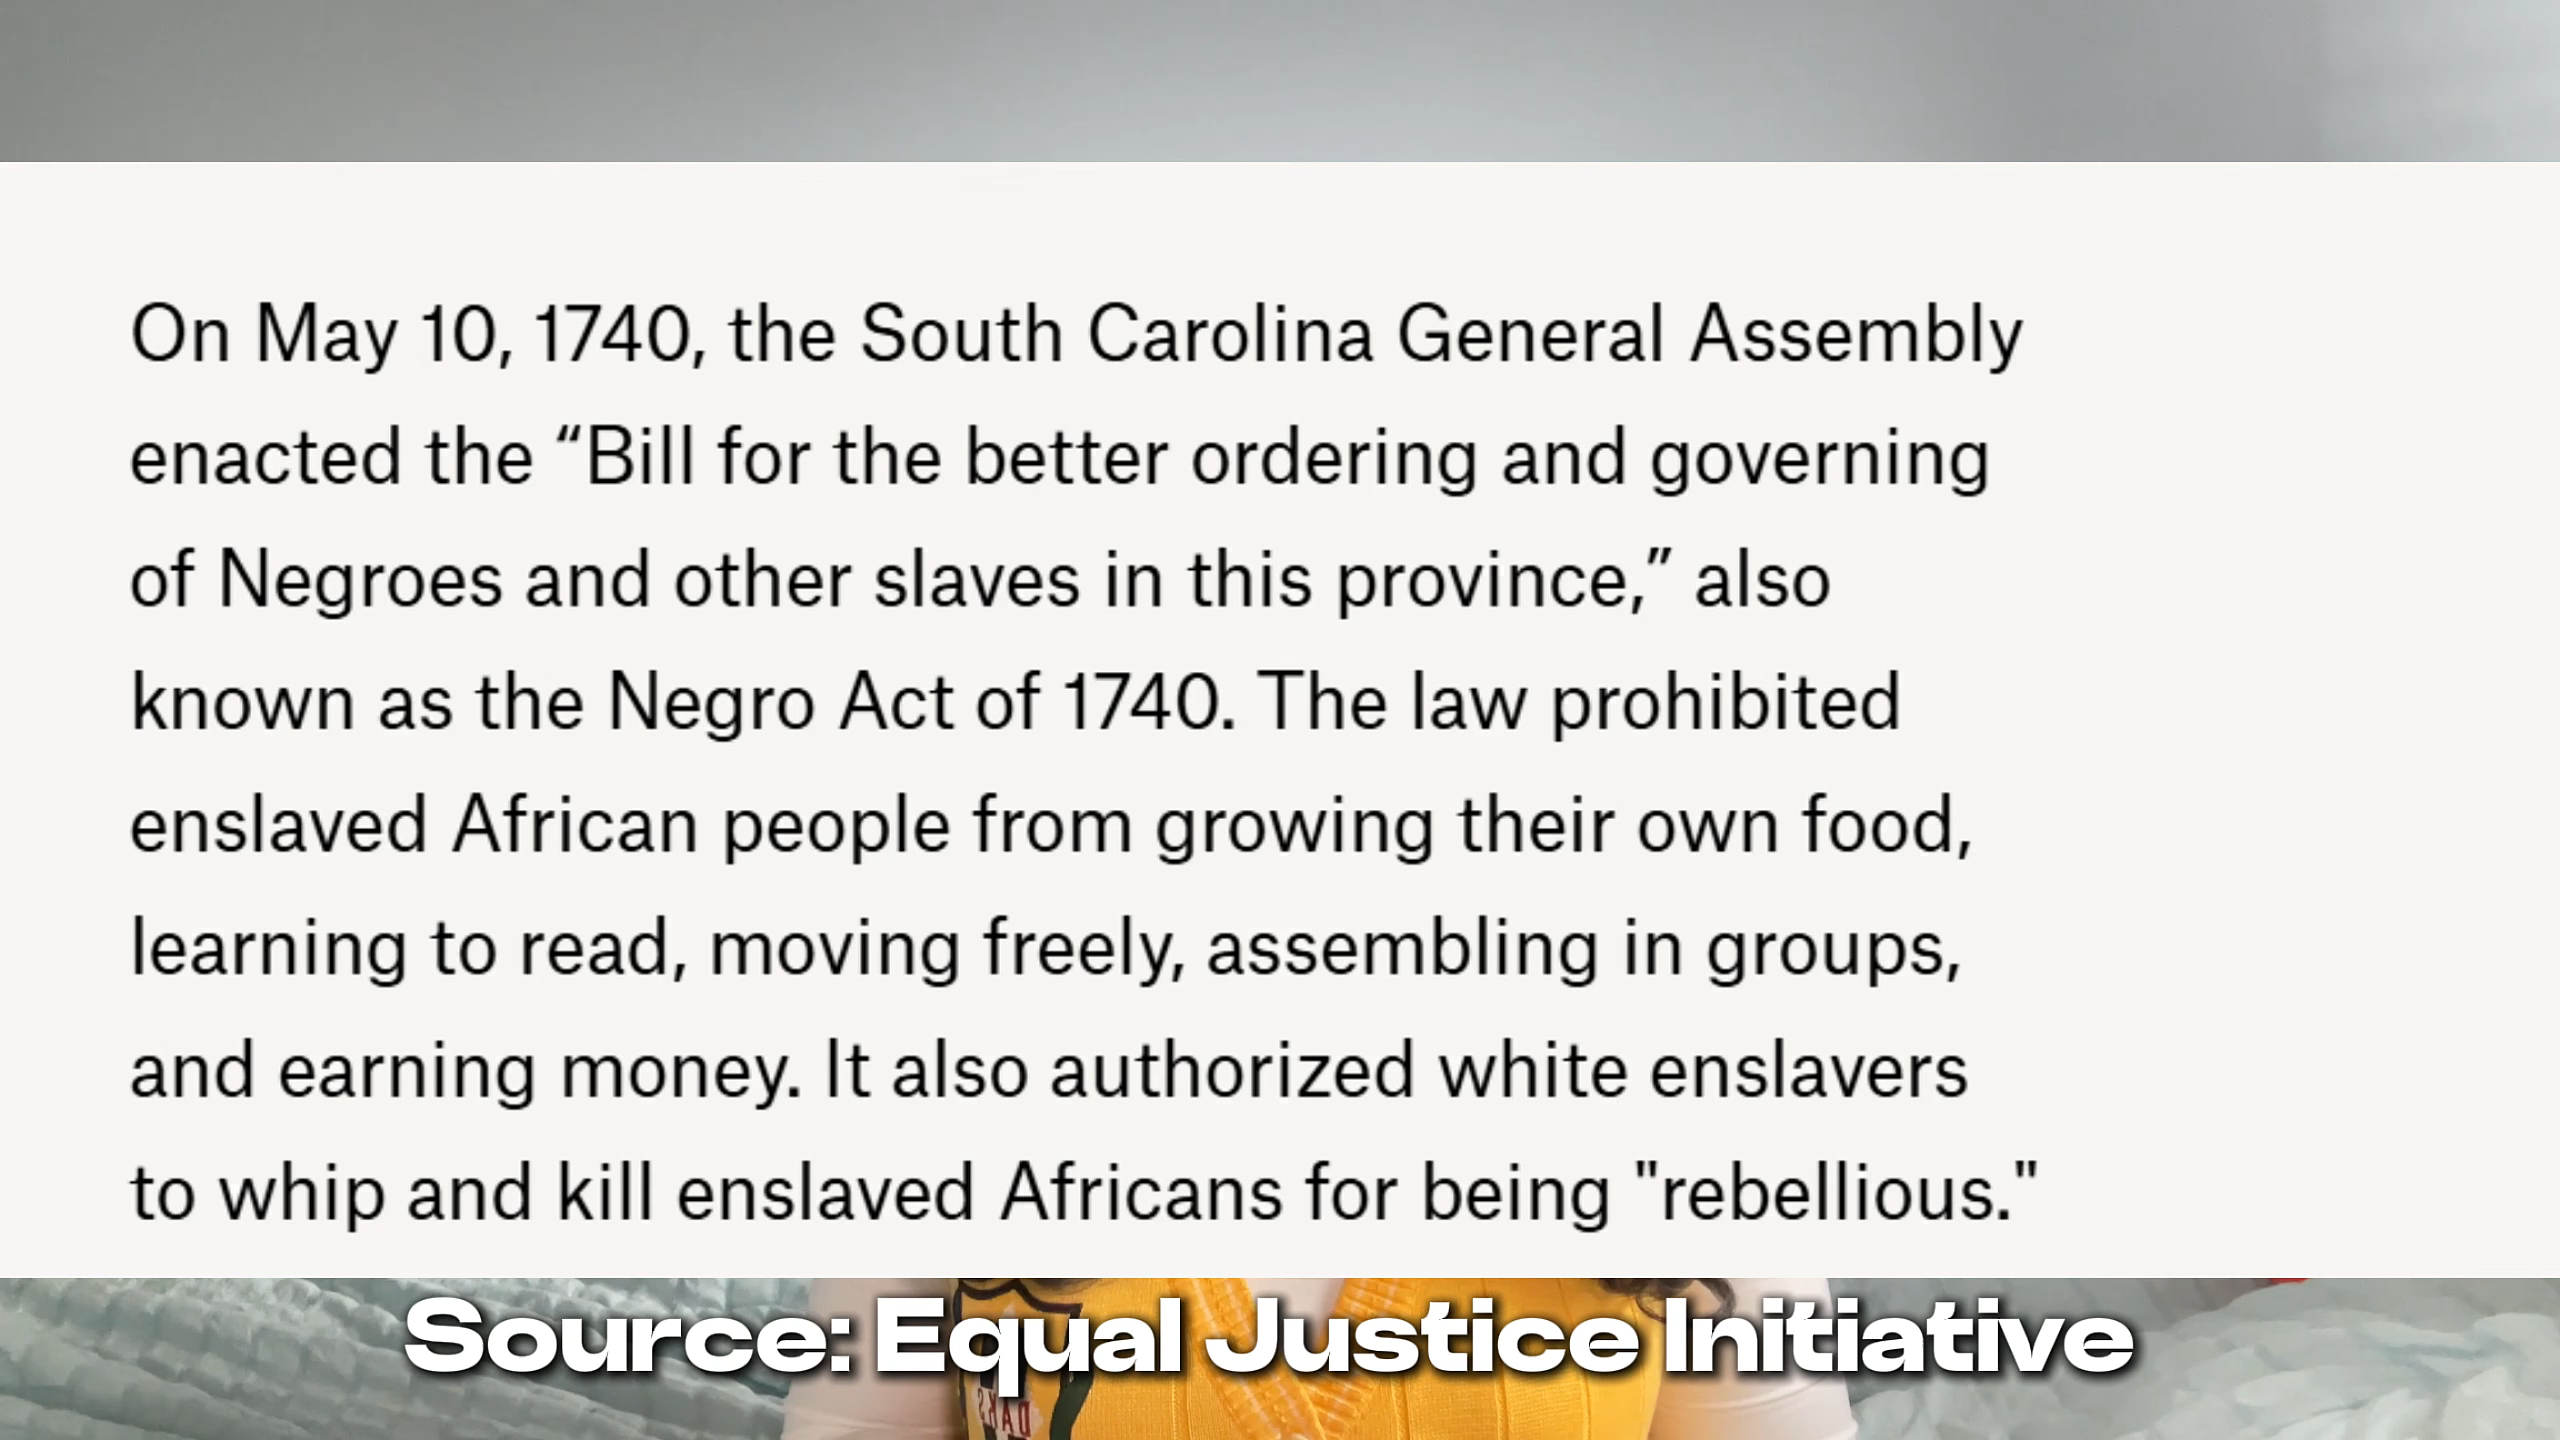 On May 10, 1740, the South Carolina General Assembly
enacted the “Bill for the better ordering and governing
of Negroes and other slaves in this province,” also
known as the Negro Act of 1740. The law prohibited
enslaved African people from growing their own food,
learning to read, moving freely, assembling in groups,
and earning money. It also authorized white enslavers
to whip and kill enslaved Africans for being "rebellious."
Source: Equal Justice Initiative